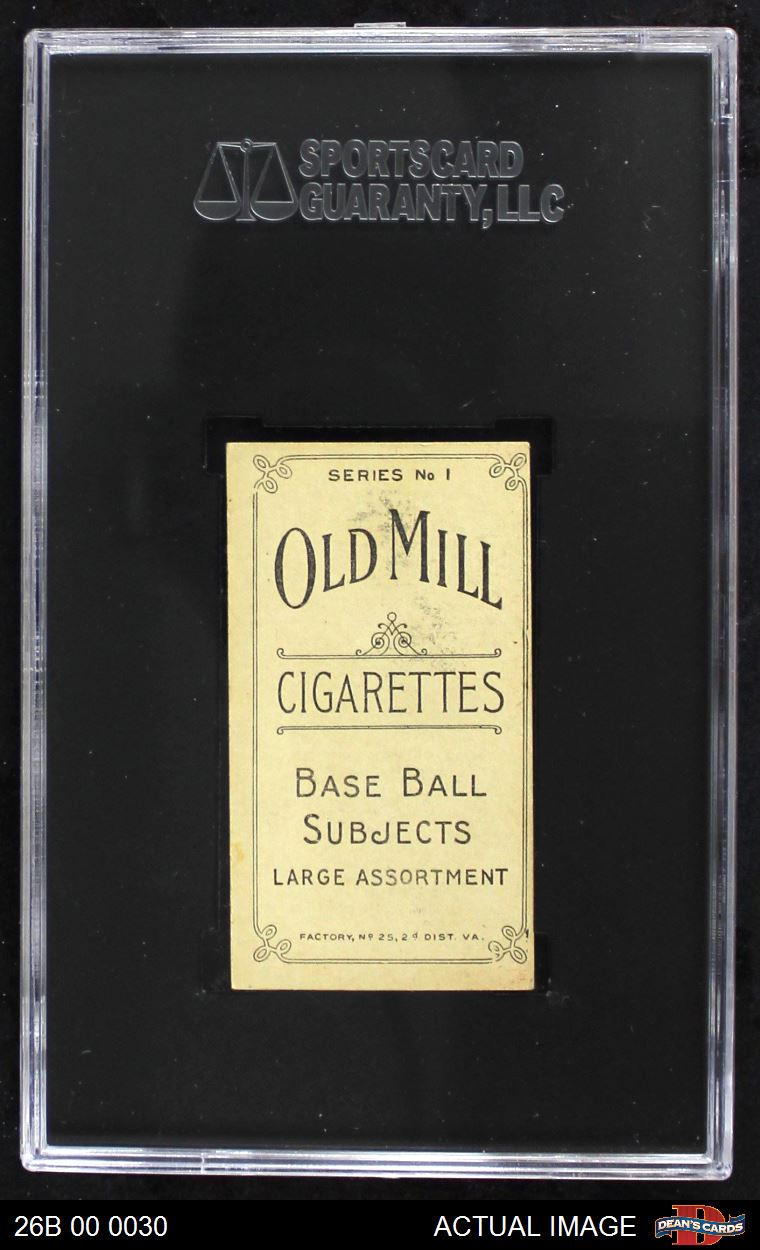 SPORTSCARD
GUARANTY, LLC
SERIES No 1
OLD MILL
CIGARETTES
BASE BALL
SUBJECTS
LARGE ASSORTMENT
FACTORY, Nº 25, 2d DIST. VA.
26B 00 0030
ACTUAL IMAGE
D
DEAN'S CARDS